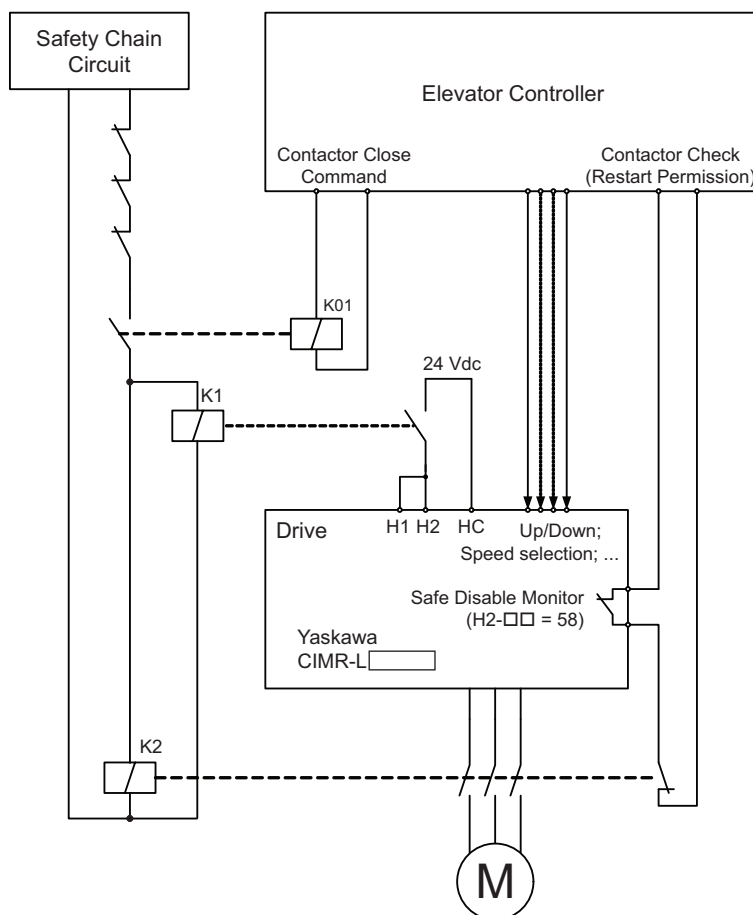 Safety Chain
Circuit
Elevator Controller
Contactor Close
Command
Contactor Check
(Restart Permission)
K01
24 Vdc
K1
Drive
H1
H2
HC
Up/Down;
Speed selection; ...
Safe Disable Monitor
(H2-□□ = 58)
Yaskawa
CIMR-L
K2
M